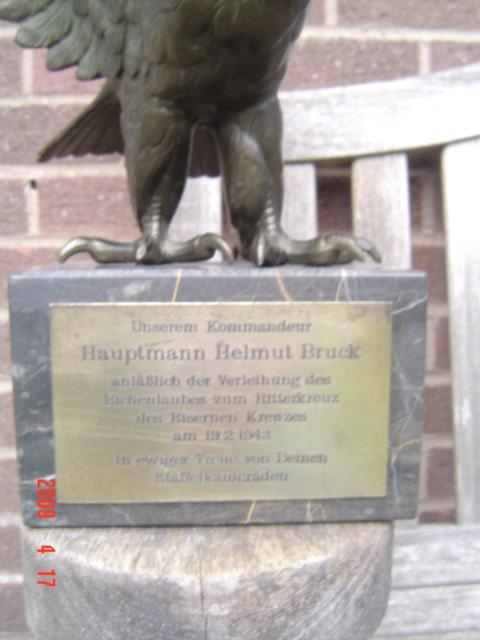 Unserem Kommandeur
Hauptmann Helmut Bruck
anläßlich der Verleihung des
Eichenlaubes zum Ritterkreuz
des Eisernen Kreuzes
am 19.2.1943
In ewiger Treue von Deinen
Staffelkameraden
2009 4 17